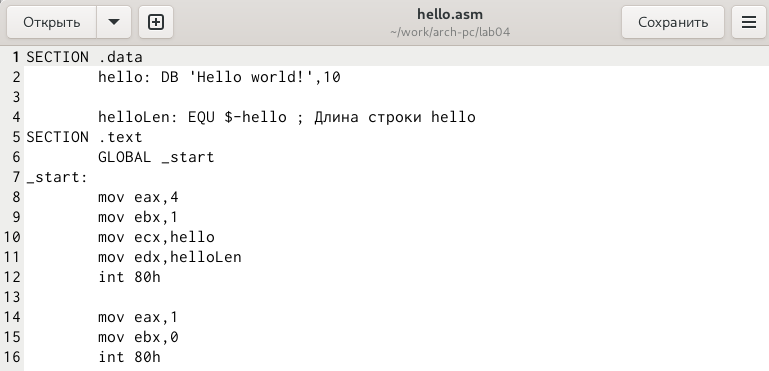 Открыть
hello.asm
~/work/arch-pc/lab04
Сохранить
1 SECTION .data
2 hello: DB 'Hello world!',10
3
4 helloLen: EQU $-hello ; Длина строки hello
5 SECTION .text
6 GLOBAL _start
7 _start:
8 mov eax,4
9 mov ebx,1
10 mov ecx,hello
11 mov edx,helloLen
12 int 80h
13
14 mov eax,1
15 mov ebx,0
16 int 80h